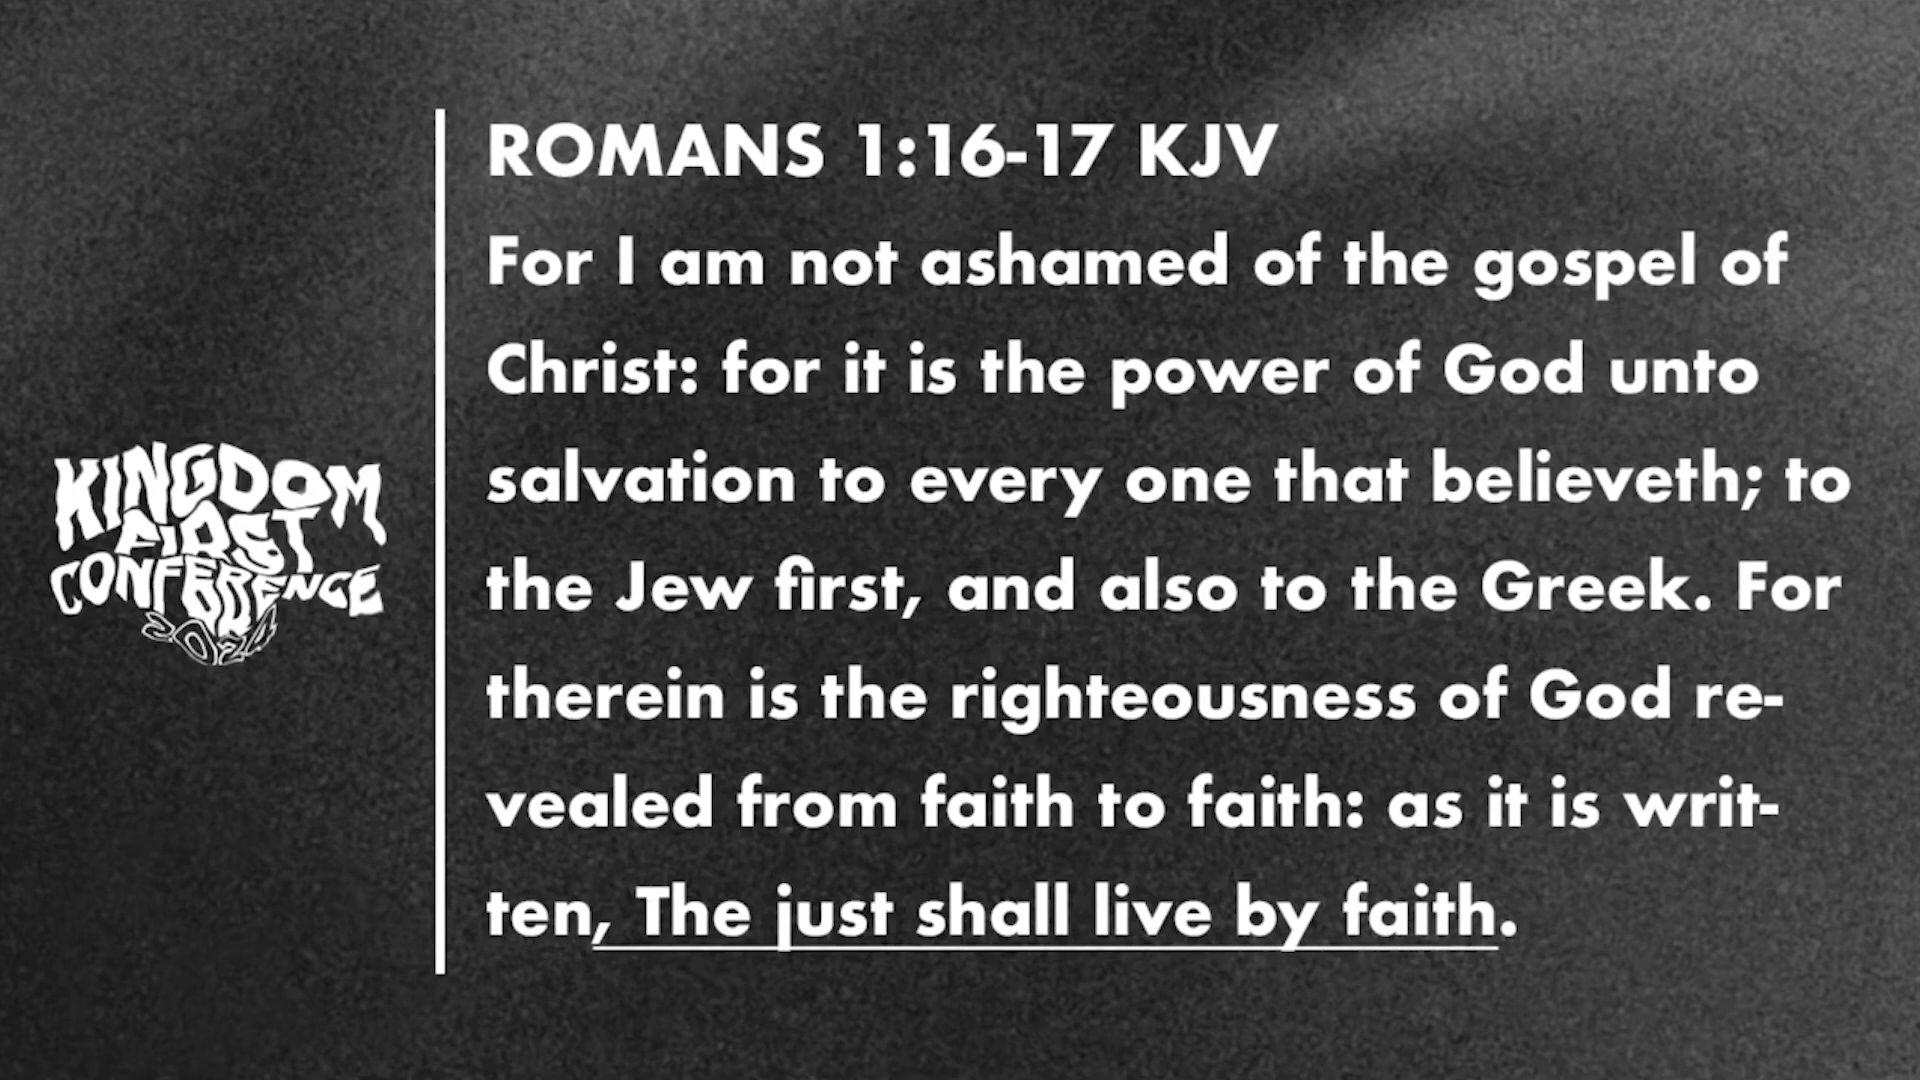 ROMANS 1:16-17 KJV
For I am not ashamed of the gospel of
Christ: for it is the power of God unto
salvation to every one that believeth; to
the Jew first, and also to the Greek. For
therein is the righteousness of God re-
vealed from faith to faith: as it is writ-
ten, The just shall live by faith.
KINGDOM
FIRST
CONFERENCE
2024